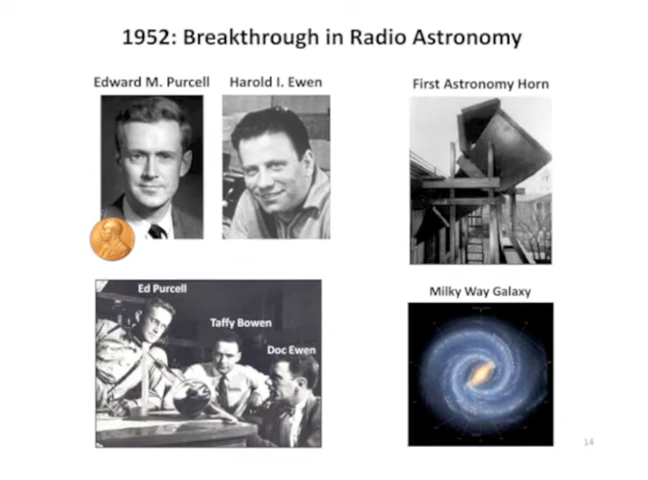 1952: Breakthrough in Radio Astronomy
Edward M. Purcell
Harold I. Ewen
First Astronomy Horn
Ed Purcell
Taffy Bowen
Doc Ewen
Milky Way Galaxy
14